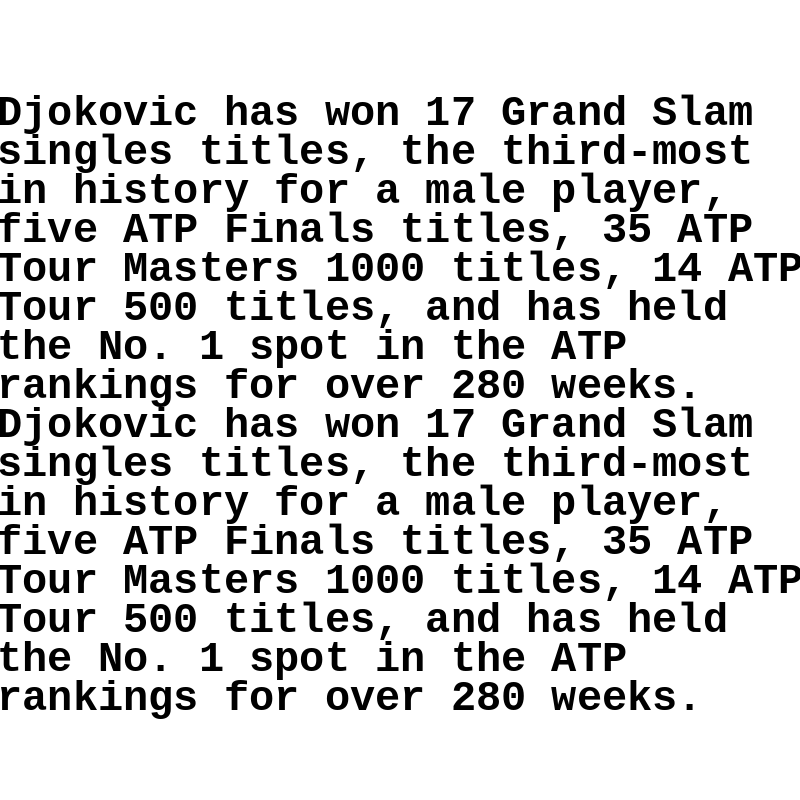 Djokovic has won 17 Grand Slam
singles titles, the third-most
in history for a male player,
five ATP Finals titles, 35 ATP
Tour Masters 1000 titles, 14 ATP
Tour 500 titles, and has held
the No. 1 spot in the ATP
rankings for over 280 weeks.
Djokovic has won 17 Grand Slam
singles titles, the third-most
in history for a male player,
five ATP Finals titles, 35 ATP
Tour Masters 1000 titles, 14 ATP
Tour 500 titles, and has held
the No. 1 spot in the ATP
rankings for over 280 weeks.